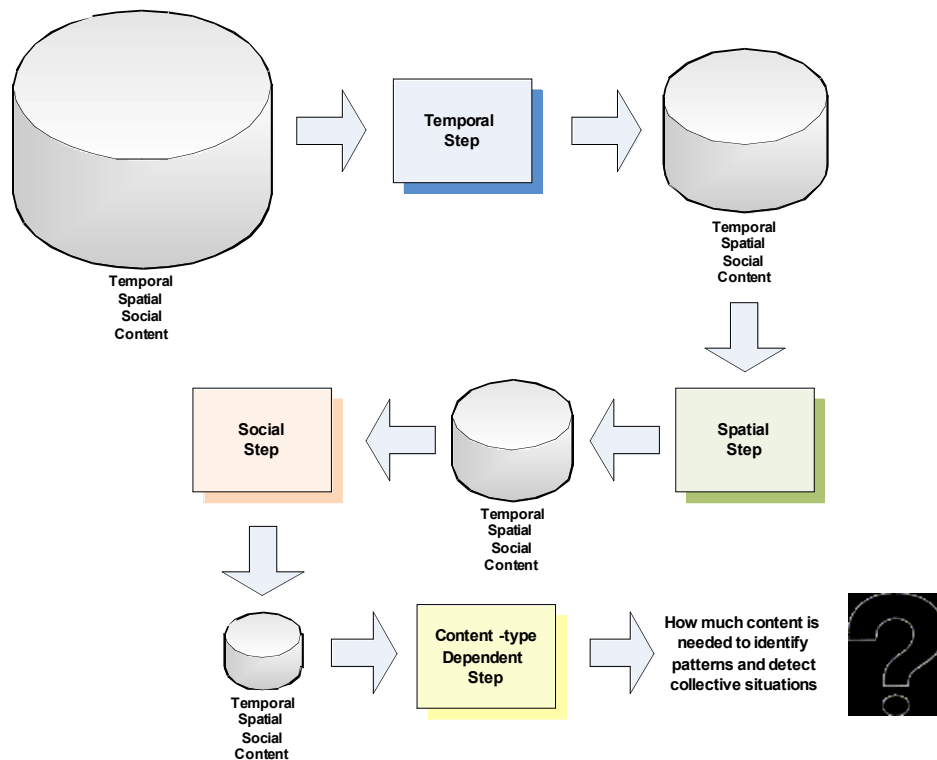 Temporal
Step
Temporal
Spatial
Social
Content
Temporal
Spatial
Social
Content
Spatial
Step
Social
Step
Temporal
Spatial
Social
Content
Temporal
Spatial
Social
Content
Content -type
Dependent
Step
How much content is
needed to identify
patterns and detect
collective situations
?